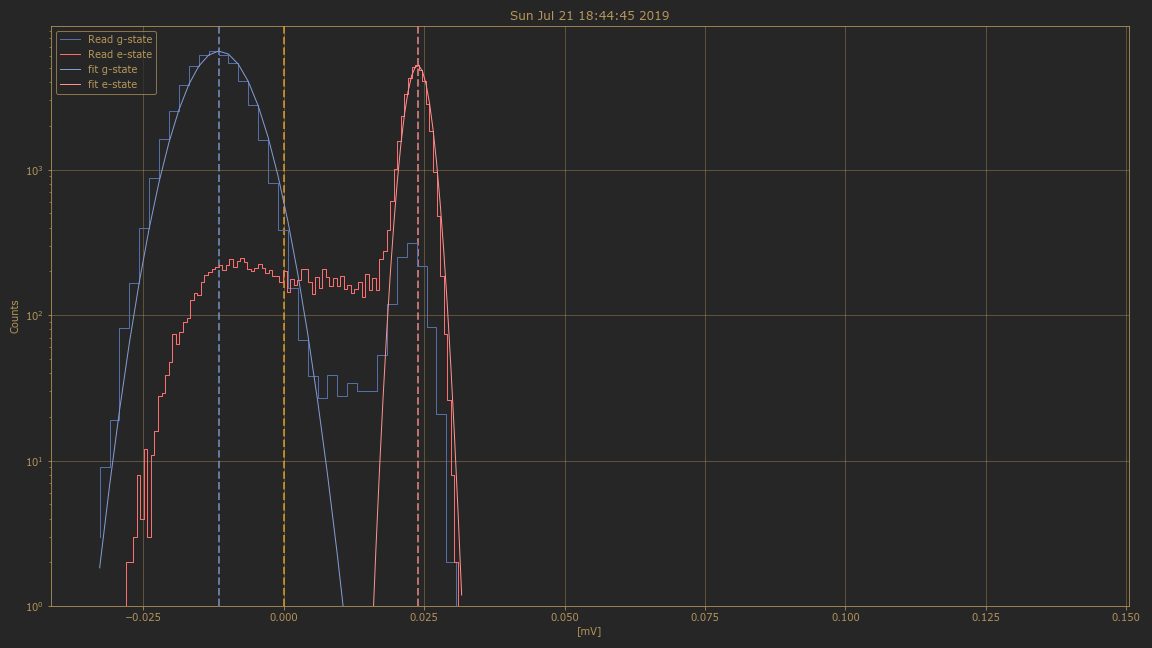 Sun Jul 21 18:44:45 2019
Read g-state
Read e-state
fit g-state
fit e-state
10³
10²
10¹
10⁰
Counts
−0.025 0.000 0.025 0.050 0.075 0.100 0.125 0.150
[mV]